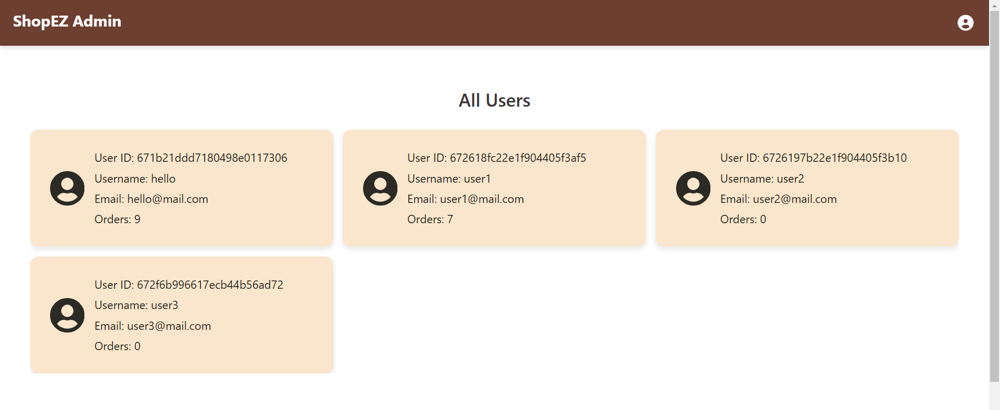 ShopEZ Admin
All Users
User ID: 671b21ddd7180498e0117306
Username: hello
Email: hello@mail.com
Orders: 9
User ID: 672618fc22e1f904405f3af5
Username: user1
Email: user1@mail.com
Orders: 7
User ID: 6726197b22e1f904405f3b10
Username: user2
Email: user2@mail.com
Orders: 0
User ID: 672f6b996617ecb44b56ad72
Username: user3
Email: user3@mail.com
Orders: 0